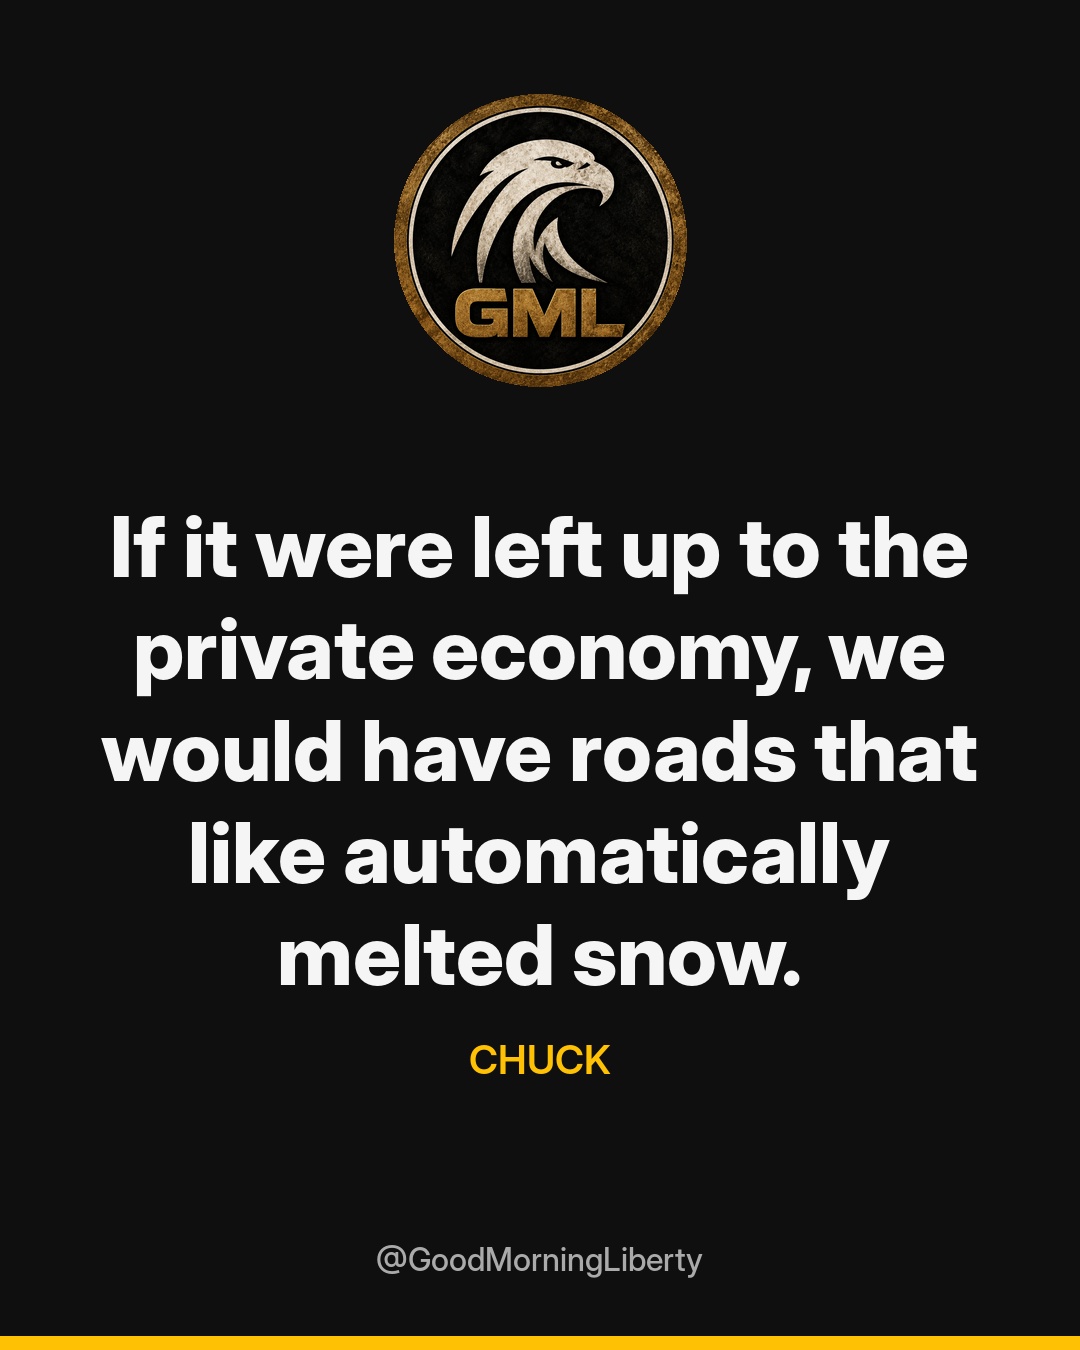 GML
If it were left up to the
private economy, we
would have roads that
like automatically
melted snow.
CHUCK
@GoodMorningLiberty